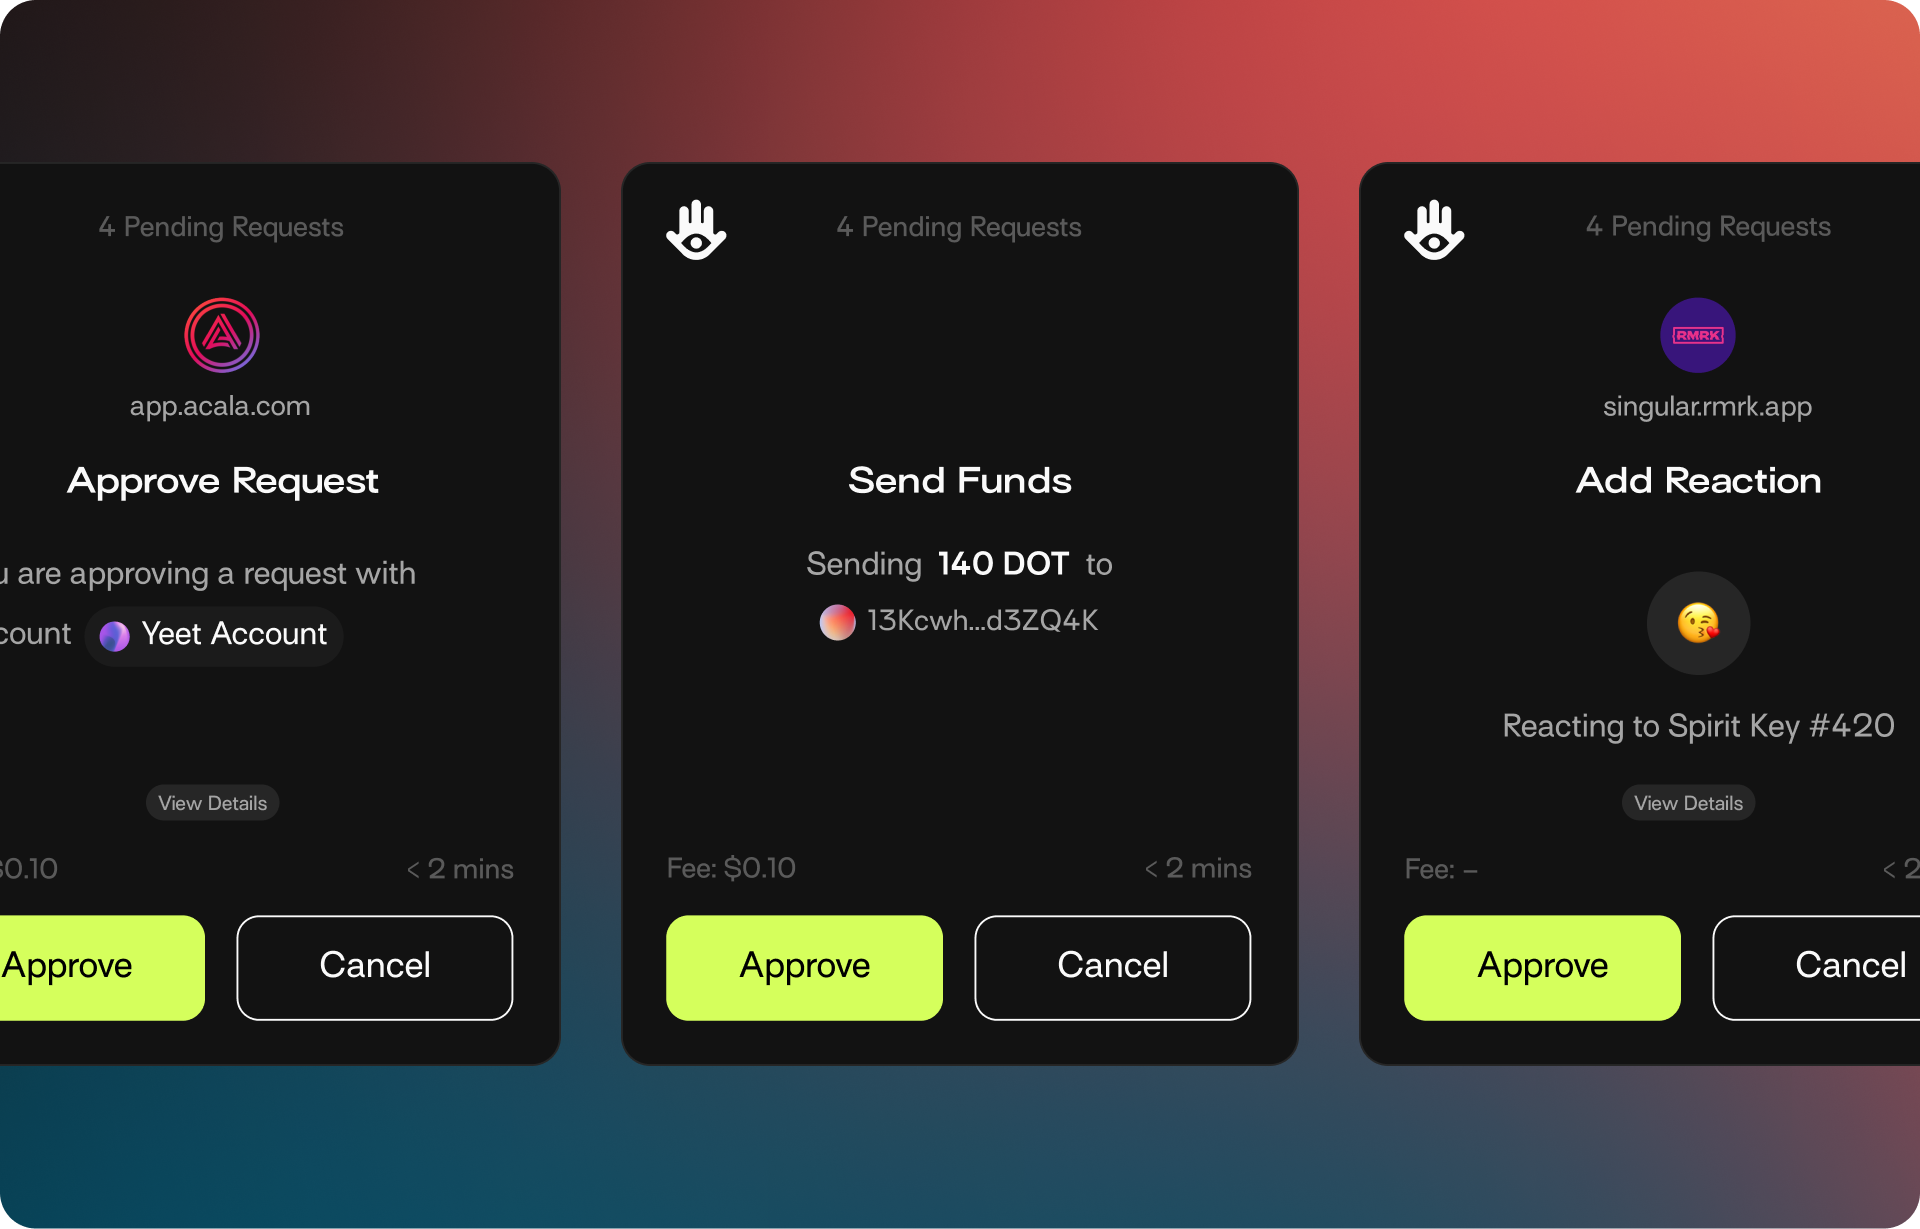 4 Pending Requests
app.acala.com
Approve Request
u are approving a request with
count Yeet Account
View Details
$0.10
< 2 mins
Approve
Cancel
4 Pending Requests
Send Funds
Sending 140 DOT to
13Kcwh...d3ZQ4K
Fee: $0.10
< 2 mins
Approve
Cancel
4 Pending Requests
RMRK
singular.rmrk.app
Add Reaction
Reacting to Spirit Key #420
View Details
Fee: –
< 2
Approve
Cancel